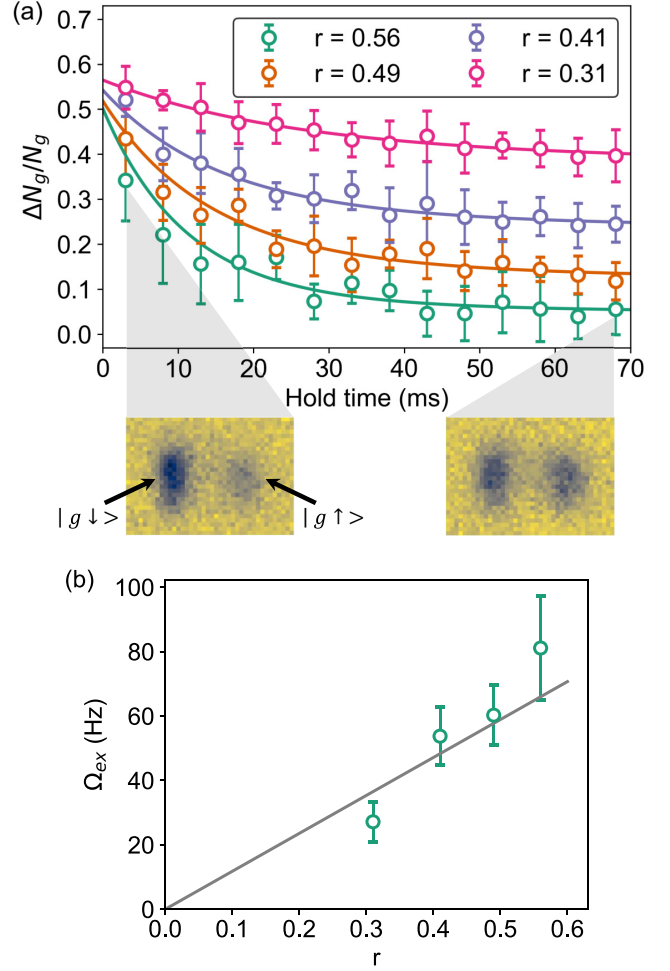 (a)
r = 0.56
r = 0.41
r = 0.49
r = 0.31
ΔN_g/N_g
0.7
0.6
0.5
0.4
0.3
0.2
0.1
0.0
0 10 20 30 40 50 60 70
Hold time (ms)
| g ↓ >
| g ↑ >
(b)
Ω_ex (Hz)
100
80
60
40
20
0
0.0 0.1 0.2 0.3 0.4 0.5 0.6
r